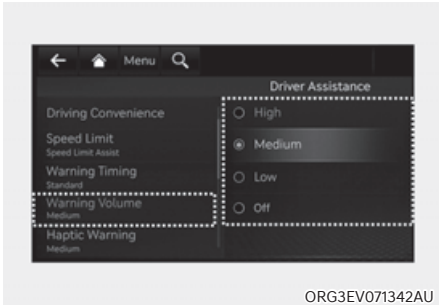 Menu
Driver Assistance
Driving Convenience
Speed Limit
Speed Limit Assist
Warning Timing
Standard
Warning Volume
Medium
Haptic Warning
Medium
High
Medium
Low
Off
ORG3EV071342AU